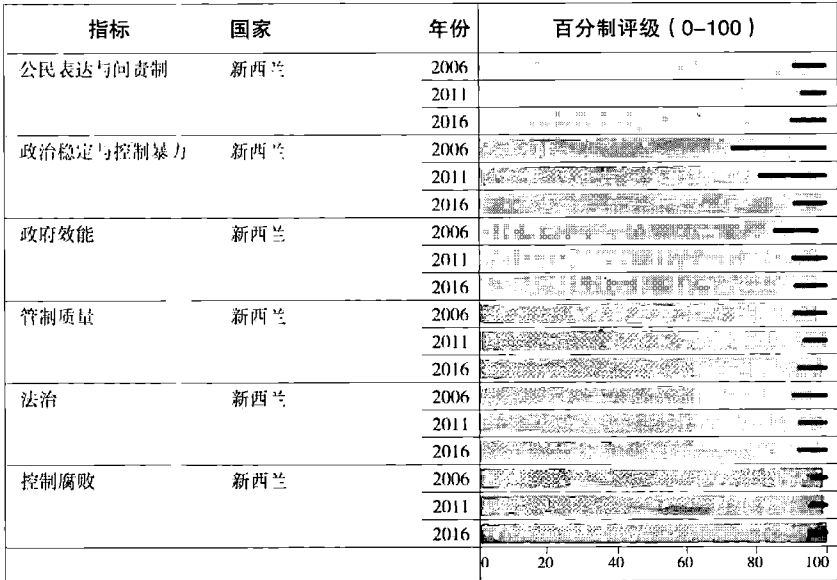 指标 国家 年份 百分制评级（0-100）
公民表达与问责制 新西兰 2006
2011
2016
政治稳定与控制暴力 新西兰 2006
2011
2016
政府效能 新西兰 2006
2011
2016
管制质量 新西兰 2006
2011
2016
法治 新西兰 2006
2011
2016
控制腐败 新西兰 2006
2011
2016
0 20 40 60 80 100